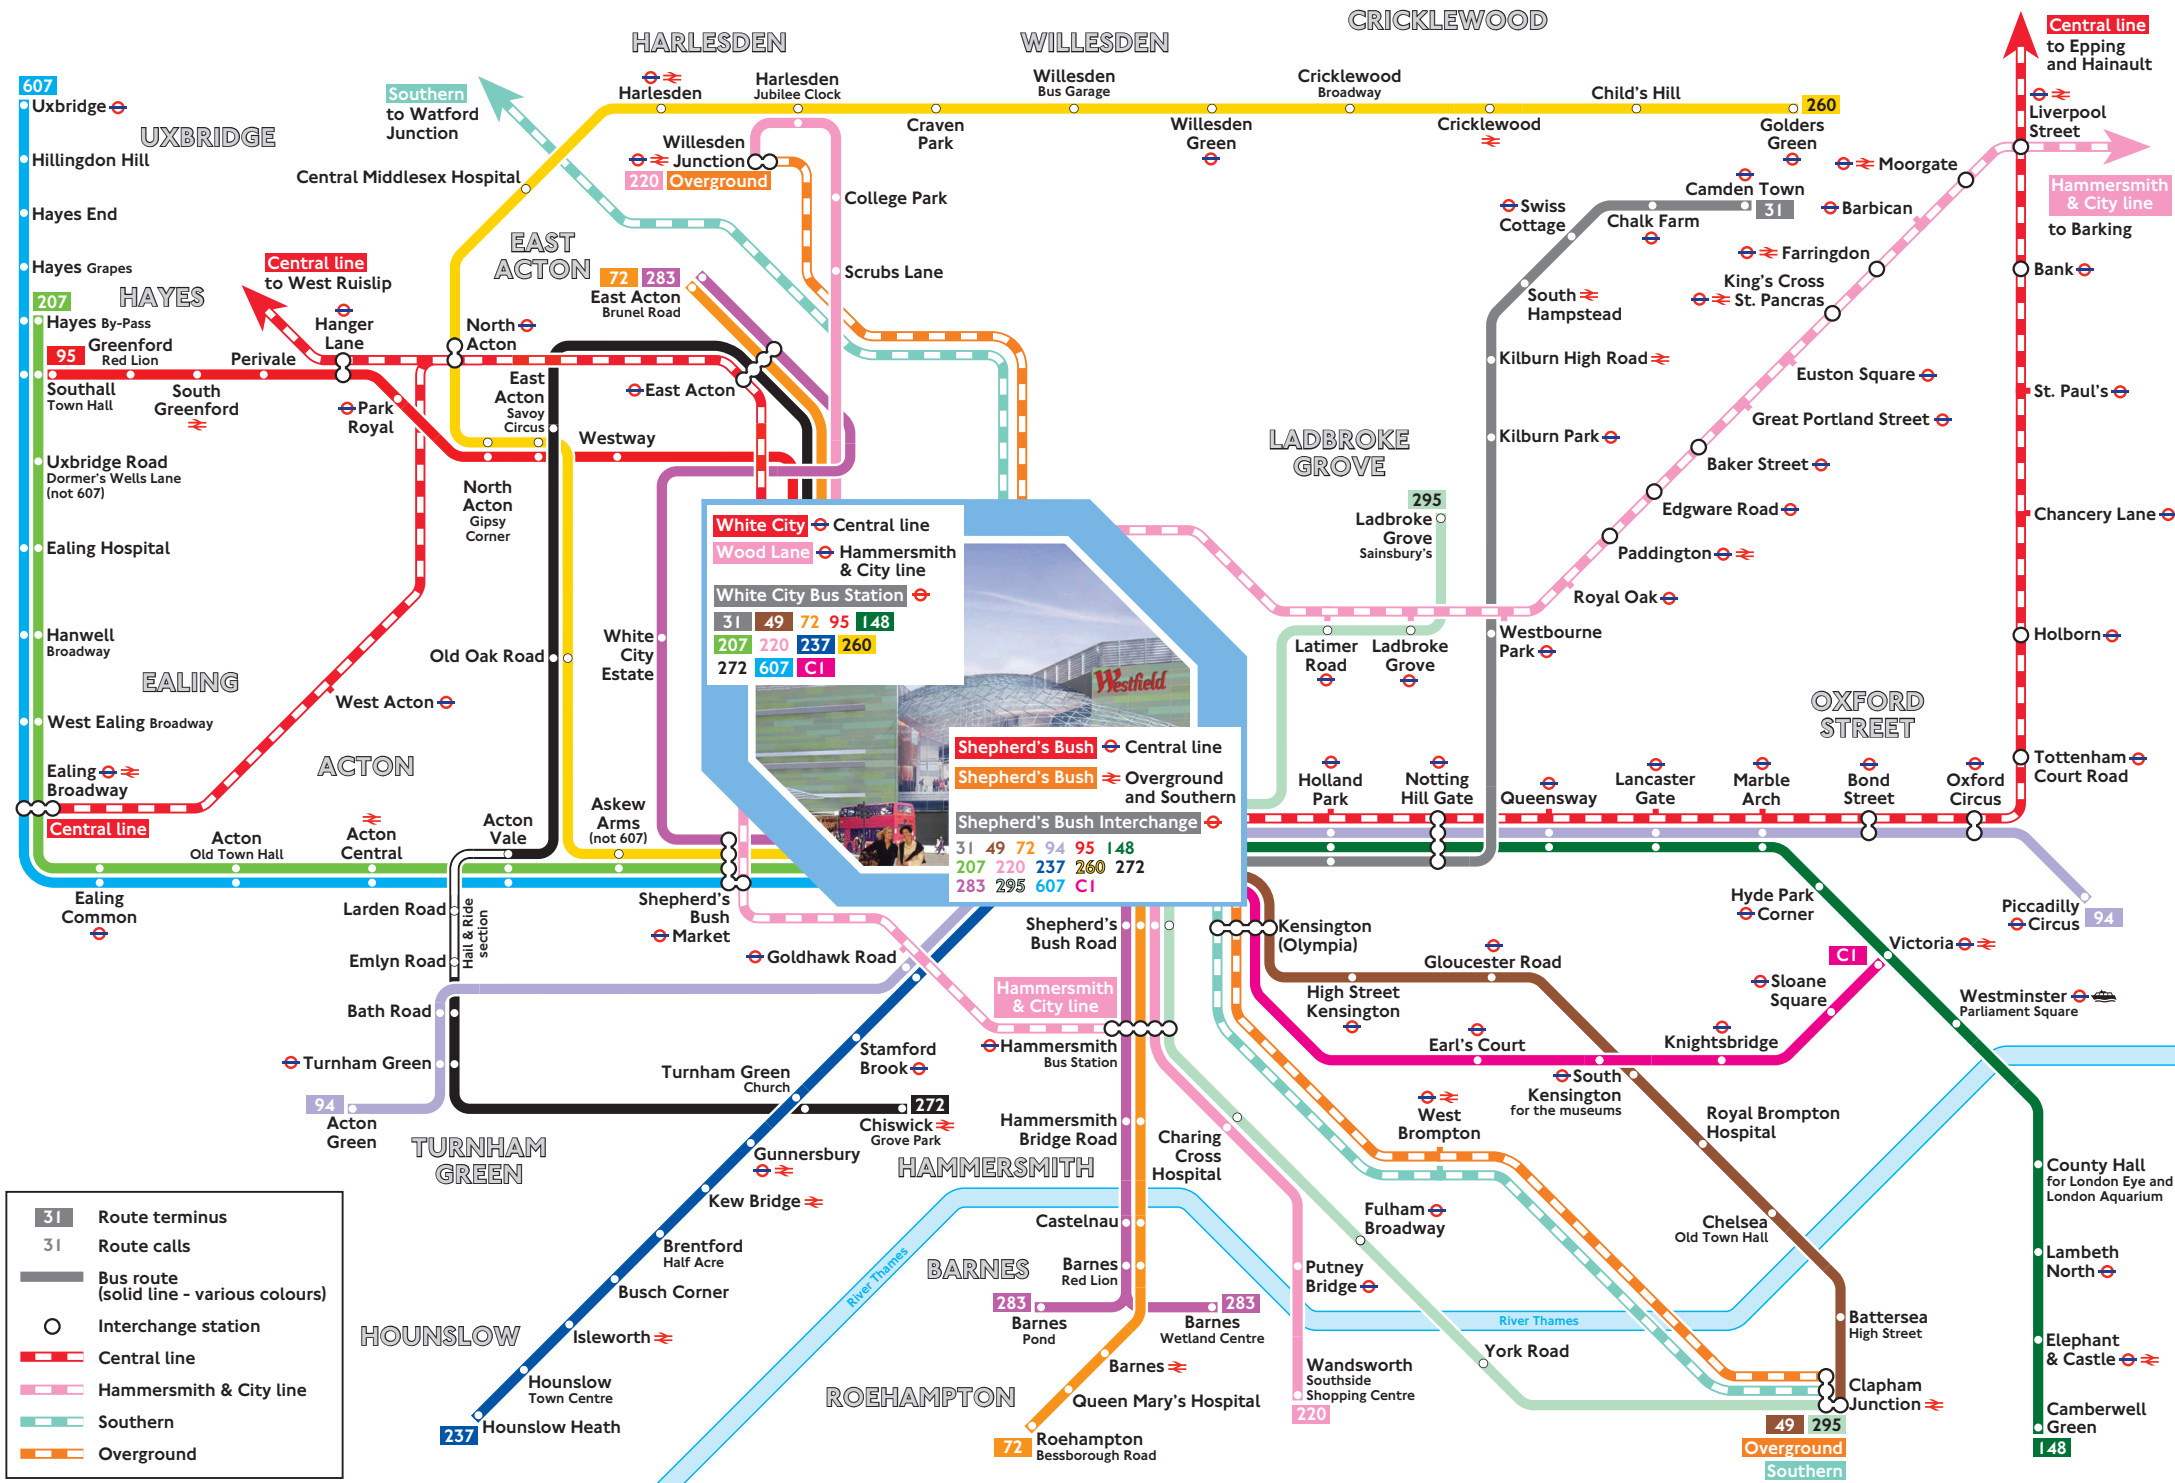 CRICKLEWOOD
HARLESDEN
WILLESDEN
Central line
to Epping
and Hainault
607
Uxbridge
UXBRIDGE
Hillingdon Hill
Hayes End
Hayes Grapes
HAYES
207
Hayes By-Pass
95
Greenford
Red Lion
Southall
Town Hall
Perivale
South
Greenford
Central line
to West Ruislip
Hanger
Lane
Park
Royal
Southern
to Watford
Junction
Harlesden
Harlesden
Jubilee Clock
Craven
Park
Willesden
Bus Garage
Willesden
Green
Cricklewood
Broadway
Cricklewood
Child's Hill
260
Golders
Green
Willesden
Junction
220
Overground
Central Middlesex Hospital
College Park
Scrubs Lane
EAST
ACTON
72
283
East Acton
Brunel Road
North
Acton
East
Acton
Savoy
Circus
East Acton
Westway
North
Acton
Gipsy
Corner
Liverpool
Street
Moorgate
Hammersmith
& City line
to Barking
Camden Town
31
Barbican
Swiss
Cottage
Chalk Farm
Farringdon
King's Cross
St. Pancras
Bank
South
Hampstead
Kilburn High Road
Euston Square
St. Paul's
Great Portland Street
Kilburn Park
LADBROKE
GROVE
Baker Street
295
Ladbroke
Grove
Sainsbury's
Edgware Road
Chancery Lane
Paddington
Royal Oak
Westbourne
Park
Latimer
Road
Ladbroke
Grove
Holborn
Uxbridge Road
Dormer's Wells Lane
(not 607)
Ealing Hospital
Hanwell
Broadway
EALING
West Ealing Broadway
West Acton
Ealing
Broadway
Central line
ACTON
Old Oak Road
White
City
Estate
White City
Central line
Wood Lane
Hammersmith
& City line
White City Bus Station
31 49 72 95 148
207 220 237 260
272 607 C1
Westfield
Shepherd's Bush
Central line
Shepherd's Bush
Overground
and Southern
Shepherd's Bush Interchange
31 49 72 94 95 148
207 220 237 260 272
283 295 607 C1
OXFORD
STREET
Holland
Park
Notting
Hill Gate
Queensway
Lancaster
Gate
Marble
Arch
Bond
Street
Oxford
Circus
Tottenham
Court Road
Acton
Old Town Hall
Acton
Central
Acton
Vale
Askew
Arms
(not 607)
Ealing
Common
Larden Road
Hail & Ride
section
Emlyn Road
Bath Road
Turnham Green
94
Acton
Green
TURNHAM
GREEN
Shepherd's
Bush
Market
Goldhawk Road
Shepherd's
Bush Road
Kensington
(Olympia)
Hammersmith
& City line
Hammersmith
Bus Station
Stamford
Brook
Turnham Green
Church
272
Chiswick
Grove Park
Gunnersbury
Kew Bridge
Brentford
Half Acre
Busch Corner
HOUNSLOW
Isleworth
Hounslow
Town Centre
237
Hounslow Heath
Hammersmith
Bridge Road
HAMMERSMITH
Charing
Cross
Hospital
Castelnau
BARNES
Barnes
Red Lion
283
Barnes
Pond
283
Barnes
Wetland Centre
Barnes
ROEHAMPTON
Queen Mary's Hospital
72
Roehampton
Bessborough Road
River Thames
High Street
Kensington
Gloucester Road
Earl's Court
Knightsbridge
South
Kensington
for the museums
Sloane
Square
C1
Victoria
Hyde Park
Corner
Piccadilly
Circus
94
Westminster
Parliament Square
West
Brompton
Royal Brompton
Hospital
Fulham
Broadway
Chelsea
Old Town Hall
Putney
Bridge
River Thames
York Road
Wandsworth
Southside
Shopping Centre
220
Battersea
High Street
Clapham
Junction
49
295
Overground
Southern
County Hall
for London Eye and
London Aquarium
Lambeth
North
Elephant
& Castle
Camberwell
Green
148
31 Route terminus
31 Route calls
Bus route
(solid line - various colours)
Interchange station
Central line
Hammersmith & City line
Southern
Overground